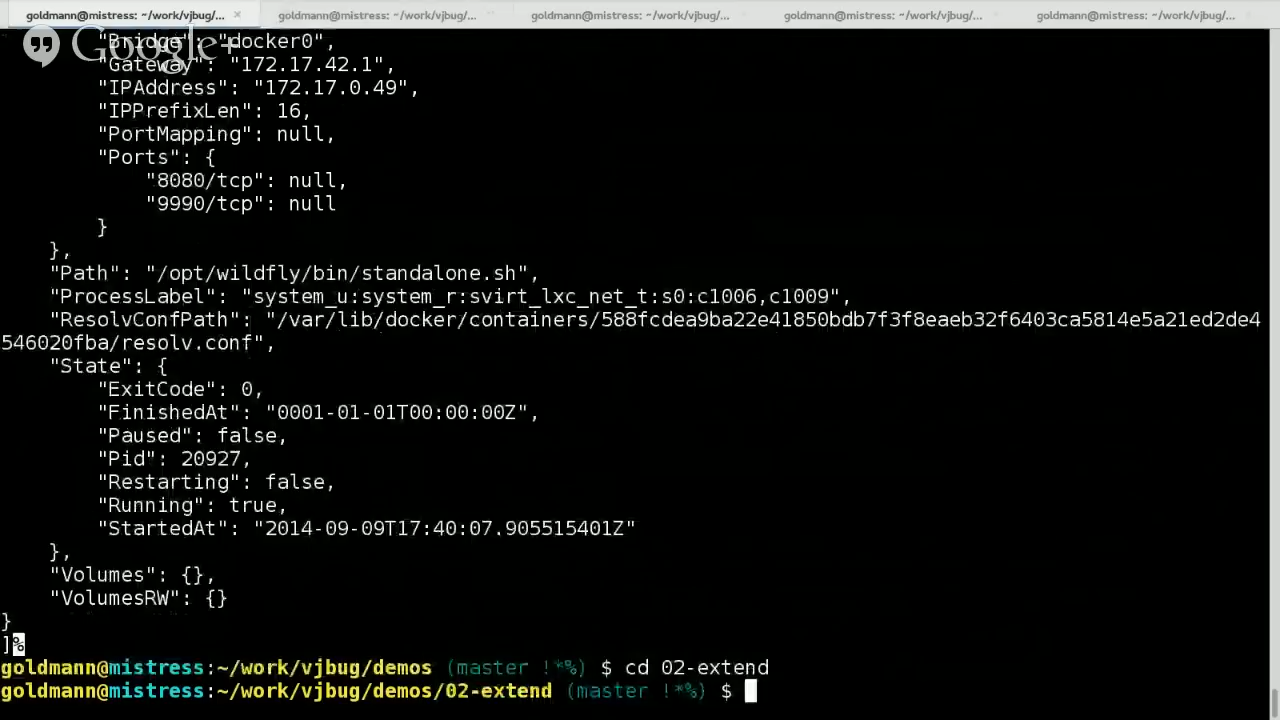 goldmann@mistress: ~/work/vjbug/... × goldmann@mistress: ~/work/vjbug/... × goldmann@mistress: ~/work/vjbug/... × goldmann@mistress: ~/work/vjbug/... × goldmann@mistress: ~/work/vjbug/... ×
Google+
"Bridge": "docker0",
"Gateway": "172.17.42.1",
"IPAddress": "172.17.0.49",
"IPPrefixLen": 16,
"PortMapping": null,
"Ports": {
"8080/tcp": null,
"9990/tcp": null
}
},
"Path": "/opt/wildfly/bin/standalone.sh",
"ProcessLabel": "system_u:system_r:svirt_lxc_net_t:s0:c1006,c1009",
"ResolvConfPath": "/var/lib/docker/containers/588fcdea9ba22e41850bdb7f3f8eaeb32f6403ca5814e5a21ed2de4
546020fba/resolv.conf",
"State": {
"ExitCode": 0,
"FinishedAt": "0001-01-01T00:00:00Z",
"Paused": false,
"Pid": 20927,
"Restarting": false,
"Running": true,
"StartedAt": "2014-09-09T17:40:07.905515401Z"
},
"Volumes": {},
"VolumesRW": {}
}
]%
goldmann@mistress:~/work/vjbug/demos (master !*%) $ cd 02-extend
goldmann@mistress:~/work/vjbug/demos/02-extend (master !*%) $